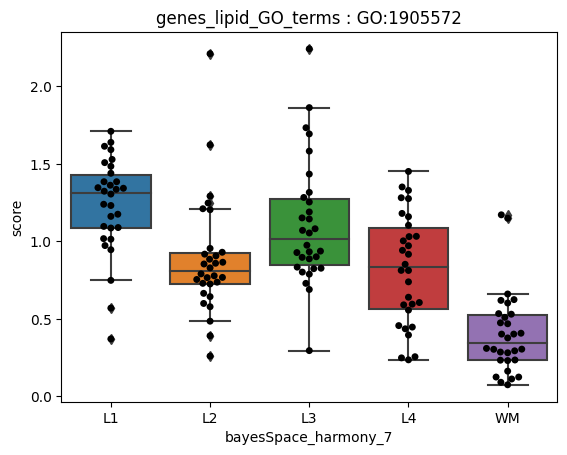 genes_lipid_GO_terms : GO:1905572
2.0
1.5
1.0
0.5
0.0
score
L1 L2 L3 L4 WM
bayesSpace_harmony_7